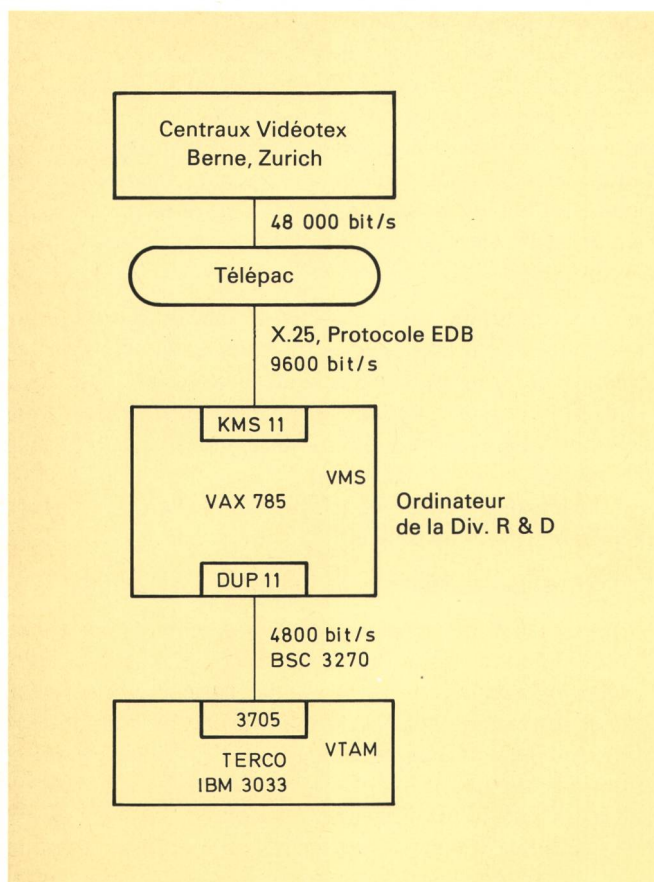 Centraux Vidéotex
Berne, Zurich
48 000 bit/s
Télépac
X.25, Protocole EDB
9600 bit/s
KMS 11
VMS
VAX 785
Ordinateur
de la Div. R & D
DUP 11
4800 bit/s
BSC 3270
3705
VTAM
TERCO
IBM 3033